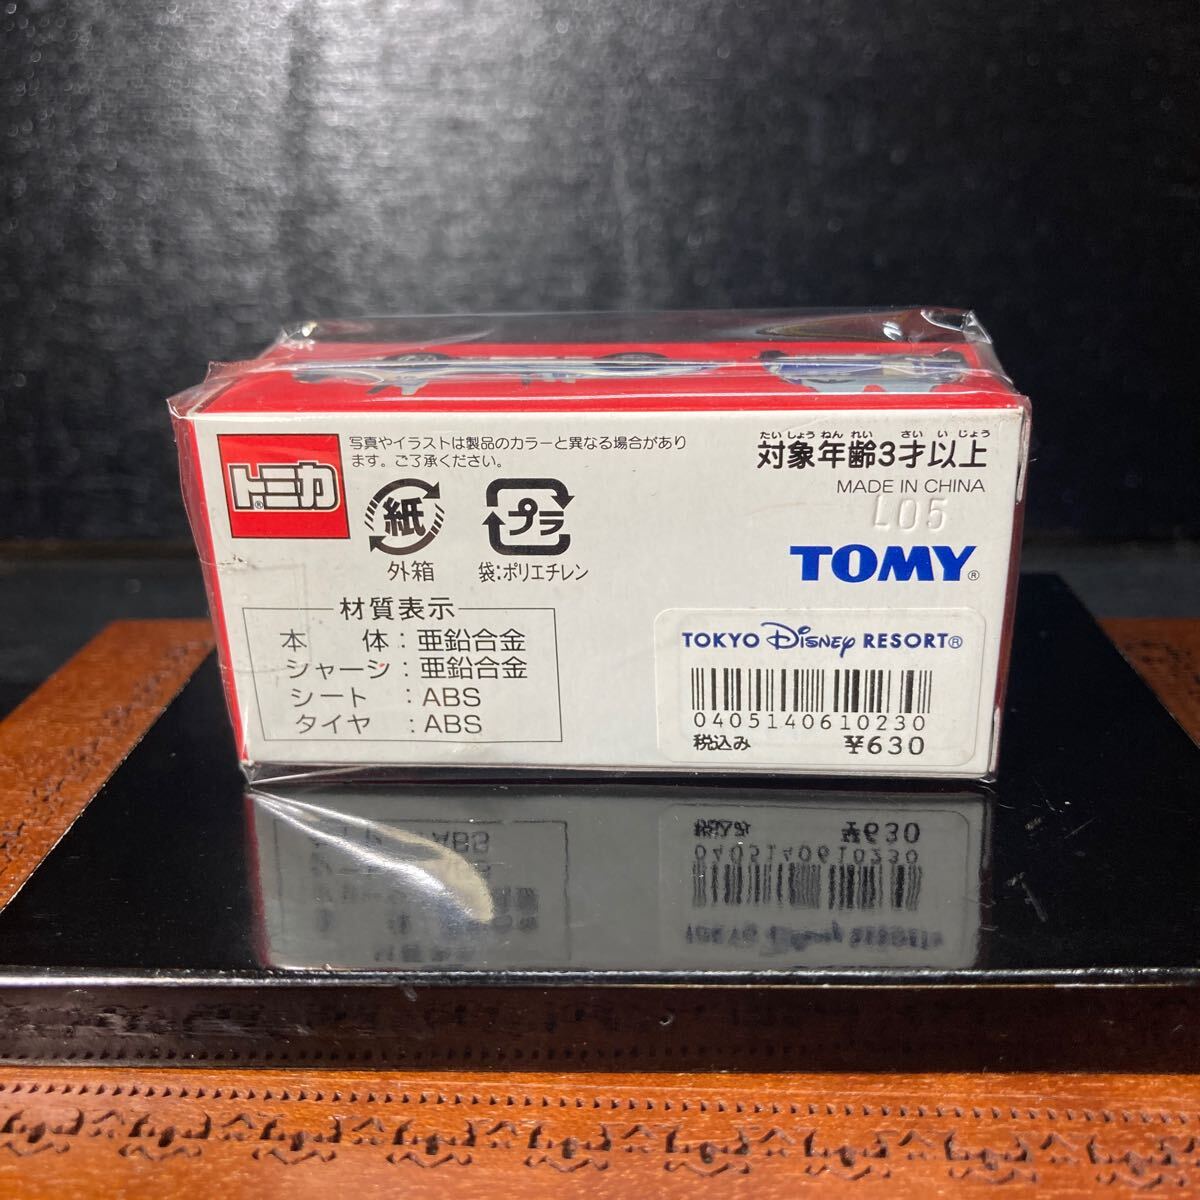 トミカ®
写真やイラストは製品のカラーと異なる場合があり
ます。ご了承ください。
紙
外箱
プラ
袋:ポリエチレン
たいしょうねんれい さいいじょう
対象年齢3才以上
MADE IN CHINA
L05
TOMY®
材質表示
本体:亜鉛合金
シャーシ:亜鉛合金
シート:ABS
タイヤ:ABS
TOKYO Disney RESORT®
0405140610230
税込み ¥630